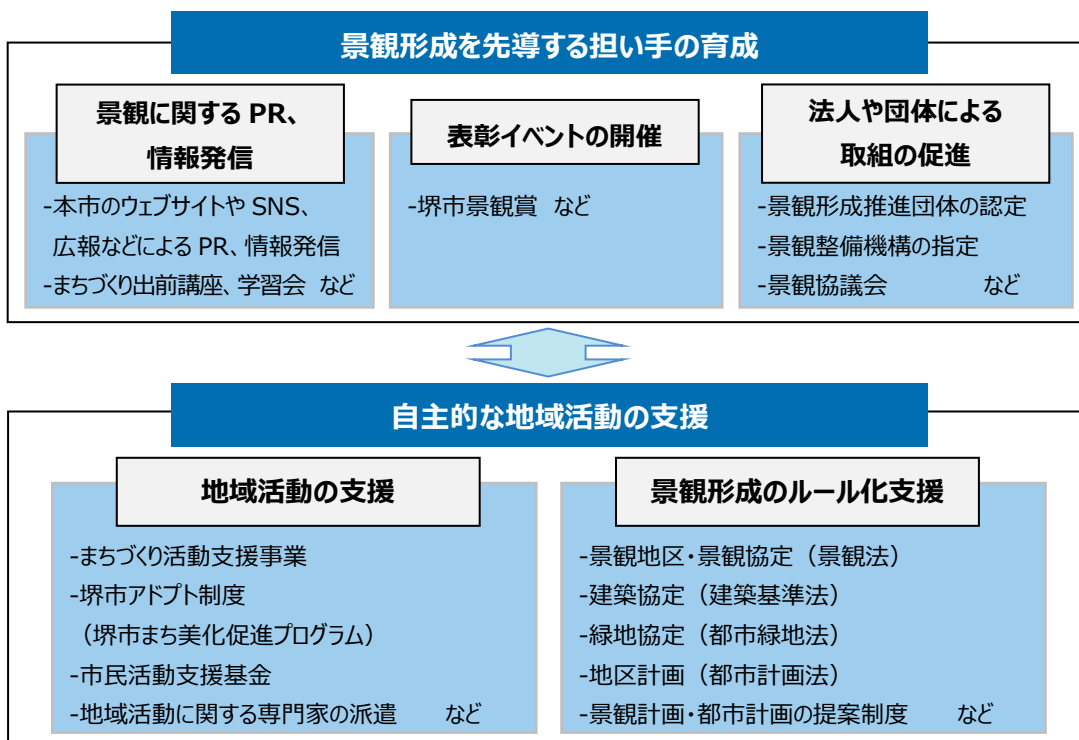 景観形成を先導する担い手の育成
景観に関する PR、
情報発信
-本市のウェブサイトや SNS、
広報などによる PR、情報発信
-まちづくり出前講座、学習会 など
表彰イベントの開催
-堺市景観賞 など
法人や団体による
取組の促進
-景観形成推進団体の認定
-景観整備機構の指定
-景観協議会 など
自主的な地域活動の支援
地域活動の支援
-まちづくり活動支援事業
-堺市アドプト制度
（堺市まち美化促進プログラム）
-市民活動支援基金
-地域活動に関する専門家の派遣 など
景観形成のルール化支援
-景観地区・景観協定（景観法）
-建築協定（建築基準法）
-緑地協定（都市緑地法）
-地区計画（都市計画法）
-景観計画・都市計画の提案制度 など